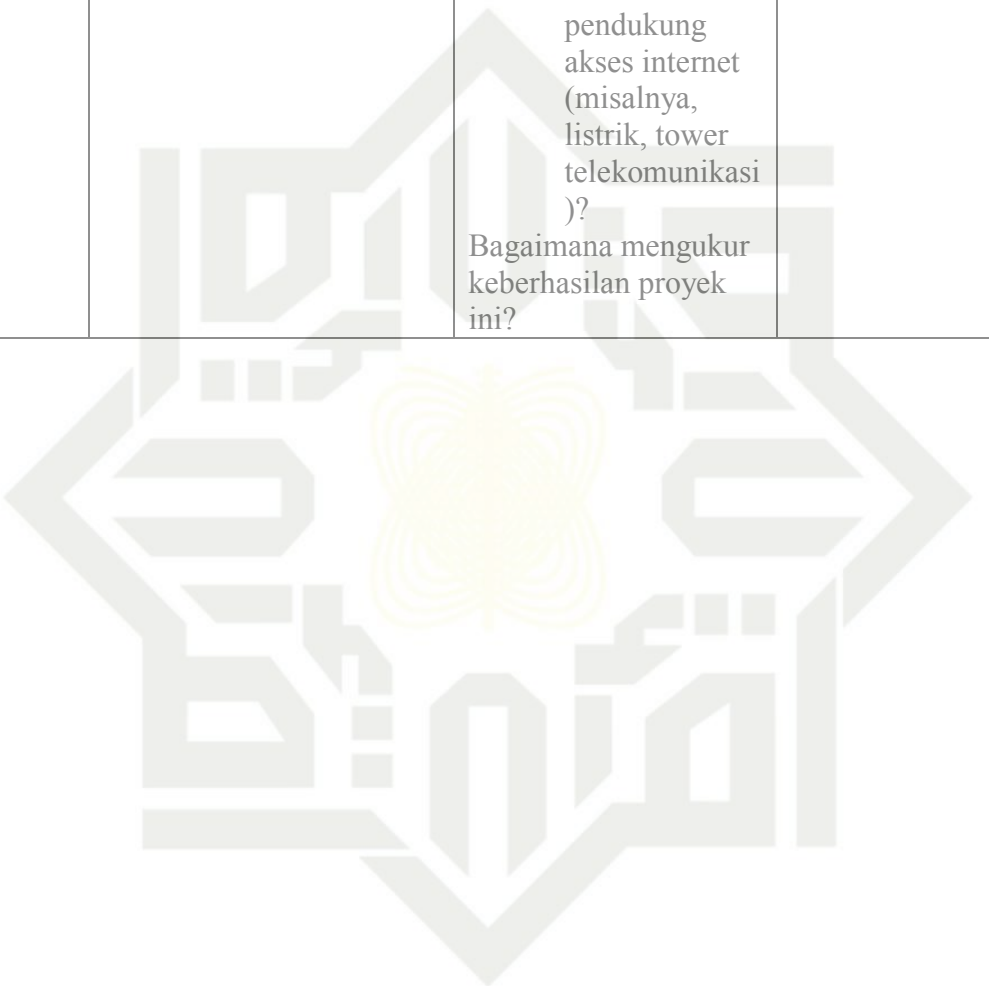 pendukung
akses internet
(misalnya,
listrik, tower
telekomunikasi
)?
Bagaimana mengukur
keberhasilan proyek
ini?